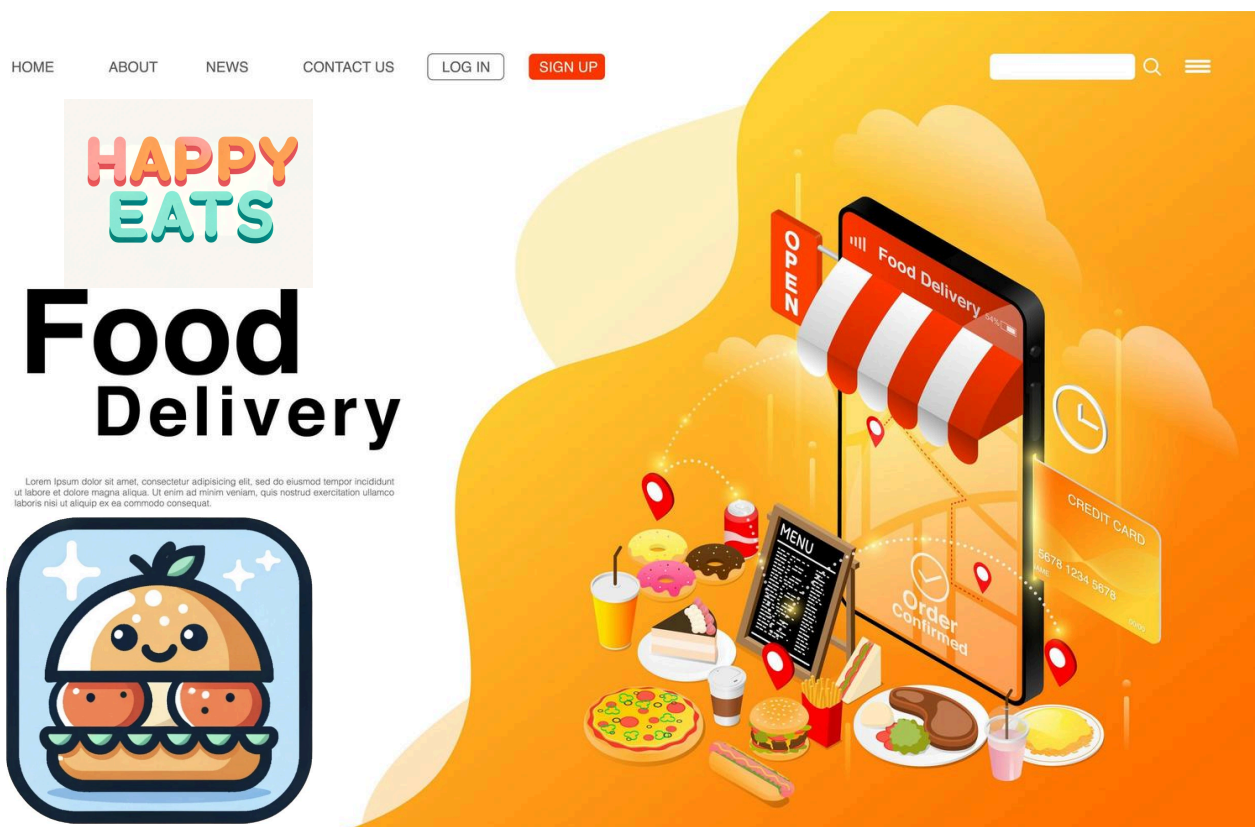 HOME ABOUT NEWS CONTACT US LOG IN SIGN UP
HAPPY
EATS
Food
Delivery
Lorem Ipsum dolor sit amet, consectetur adipisicing elit, sed do eiusmod tempor incididunt
ut labore et dolore magna aliqua. Ut enim ad minim veniam, quis nostrud exercitation ullamco
laboris nisi ut aliquip ex ea commodo consequat.
OPEN
Food Delivery
54%
MENU
CREDIT CARD
5678 1234 5678
Order
Confirmed